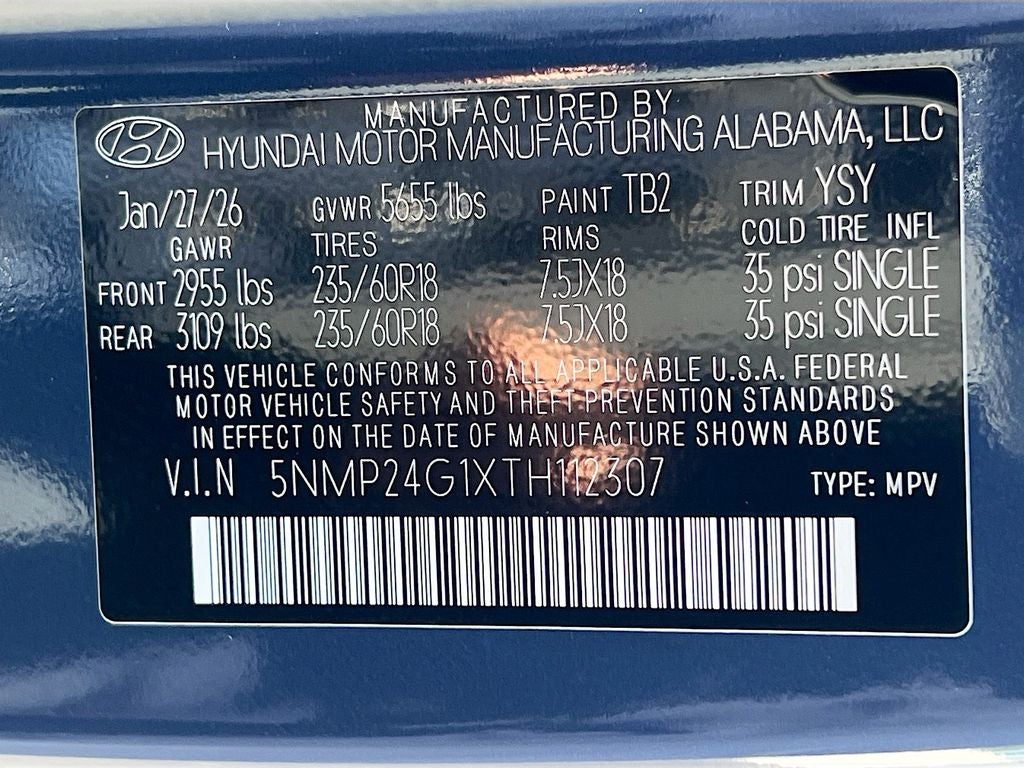 MANUFACTURED BY
HYUNDAI MOTOR MANUFACTURING ALABAMA, LLC
Jan/27/26 GVWR 5655 lbs PAINT TB2 TRIM YSY
GAWR TIRES RIMS COLD TIRE INFL
FRONT 2955 lbs 235/60R18 7.5JX18 35 psi SINGLE
REAR 3109 lbs 235/60R18 7.5JX18 35 psi SINGLE
THIS VEHICLE CONFORMS TO ALL APPLICABLE U.S.A. FEDERAL
MOTOR VEHICLE SAFETY AND THEFT PREVENTION STANDARDS
IN EFFECT ON THE DATE OF MANUFACTURE SHOWN ABOVE
V.I.N 5NMP24G1XTH112307 TYPE: MPV